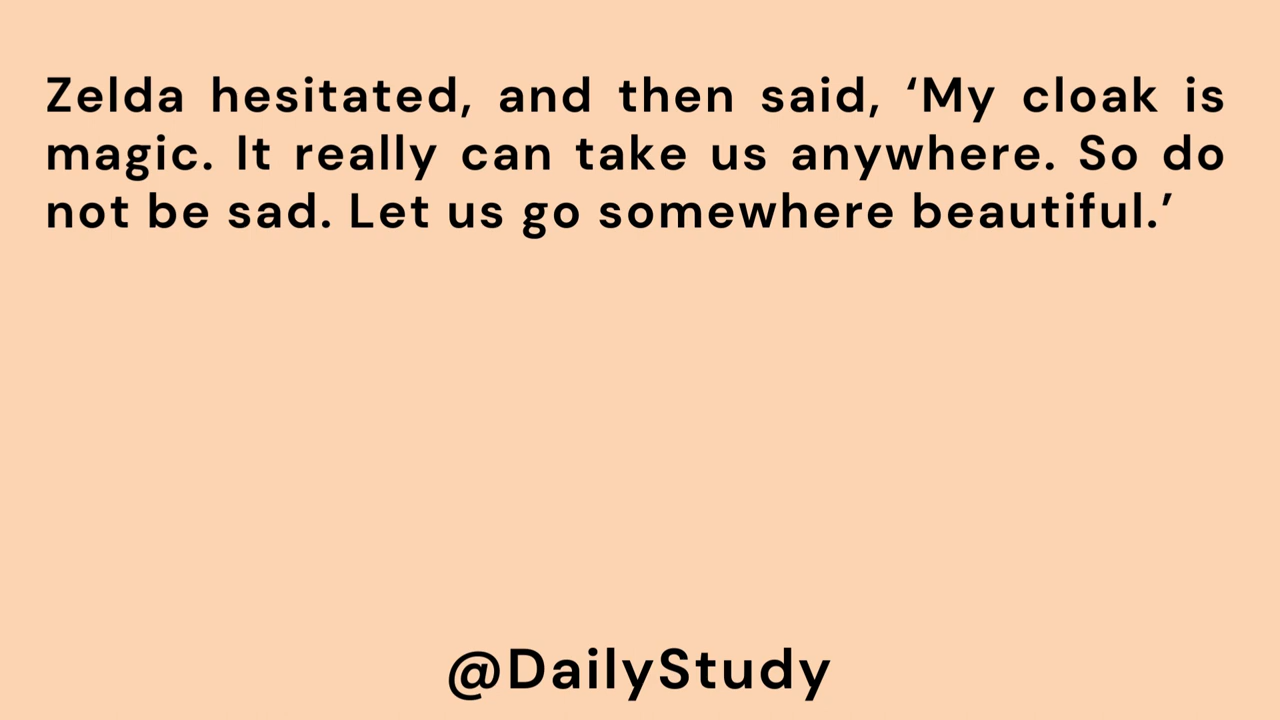 Zelda hesitated, and then said, ‘My cloak is
magic. It really can take us anywhere. So do
not be sad. Let us go somewhere beautiful.’
@DailyStudy